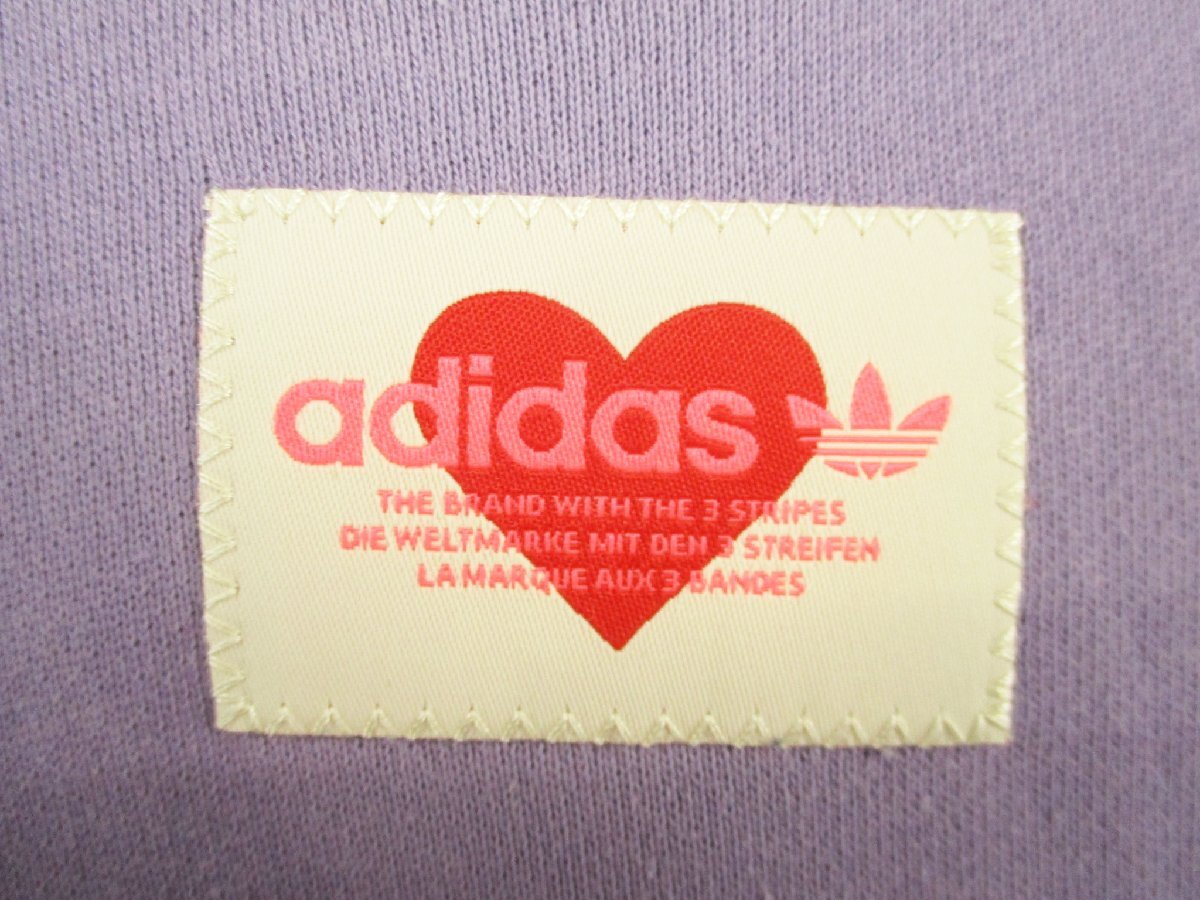 adidas
THE BRAND WITH THE 3 STRIPES
DIE WELTMARKE MIT DEN 3 STREIFEN
LA MARQUE AUX 3 BANDES